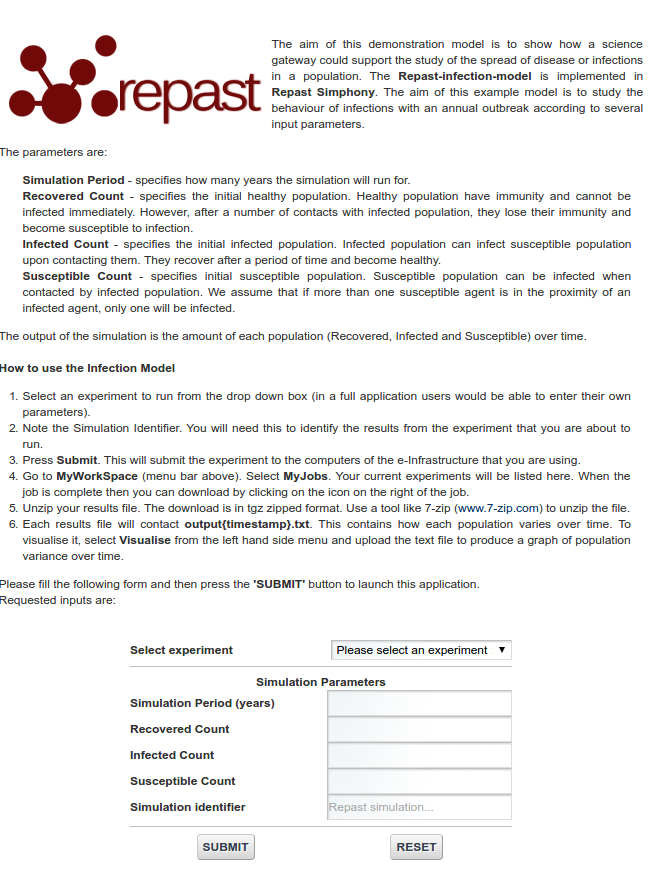 repast
The aim of this demonstration model is to show how a science
gateway could support the study of the spread of disease or infections
in a population. The Repast-infection-model is implemented in
Repast Simphony. The aim of this example model is to study the
behaviour of infections with an annual outbreak according to several
input parameters.
The parameters are:
Simulation Period - specifies how many years the simulation will run for.
Recovered Count - specifies the initial healthy population. Healthy population have immunity and cannot be
infected immediately. However, after a number of contacts with infected population, they lose their immunity and
become susceptible to infection.
Infected Count - specifies the initial infected population. Infected population can infect susceptible population
upon contacting them. They recover after a period of time and become healthy.
Susceptible Count - specifies initial susceptible population. Susceptible population can be infected when
contacted by infected population. We assume that if more than one susceptible agent is in the proximity of an
infected agent, only one will be infected.
The output of the simulation is the amount of each population (Recovered, Infected and Susceptible) over time.
How to use the Infection Model
1. Select an experiment to run from the drop down box (in a full application users would be able to enter their own
parameters).
2. Note the Simulation Identifier. You will need this to identify the results from the experiment that you are about to
run.
3. Press Submit. This will submit the experiment to the computers of the e-Infrastructure that you are using.
4. Go to MyWorkSpace (menu bar above). Select MyJobs. Your current experiments will be listed here. When the
job is complete then you can download by clicking on the icon on the right of the job.
5. Unzip your results file. The download is in tgz zipped format. Use a tool like 7-zip (www.7-zip.com) to unzip the file.
6. Each results file will contact output{timestamp}.txt. This contains how each population varies over time. To
visualise it, select Visualise from the left hand side menu and upload the text file to produce a graph of population
variance over time.
Please fill the following form and then press the 'SUBMIT' button to launch this application.
Requested inputs are:
Select experiment Please select an experiment
Simulation Parameters
Simulation Period (years)
Recovered Count
Infected Count
Susceptible Count
Simulation identifier Repast simulation...
SUBMIT RESET